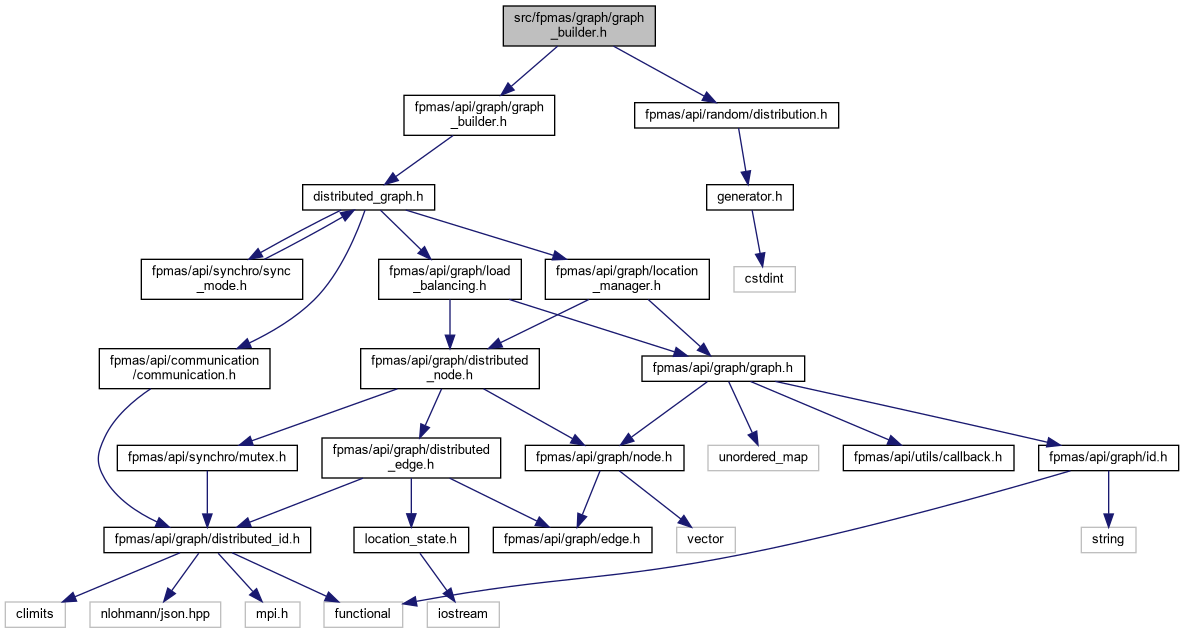 src/fpmas/graph/graph
_builder.h
fpmas/api/graph/graph
_builder.h
fpmas/api/random/distribution.h
distributed_graph.h
generator.h
fpmas/api/synchro/sync
_mode.h
fpmas/api/graph/load
_balancing.h
fpmas/api/graph/location
_manager.h
cstdint
fpmas/api/communication
/communication.h
fpmas/api/graph/distributed
_node.h
fpmas/api/graph/graph.h
fpmas/api/synchro/mutex.h
fpmas/api/graph/distributed
_edge.h
fpmas/api/graph/node.h
unordered_map
fpmas/api/utils/callback.h
fpmas/api/graph/id.h
fpmas/api/graph/distributed_id.h
location_state.h
fpmas/api/graph/edge.h
vector
string
climits
nlohmann/json.hpp
mpi.h
functional
iostream